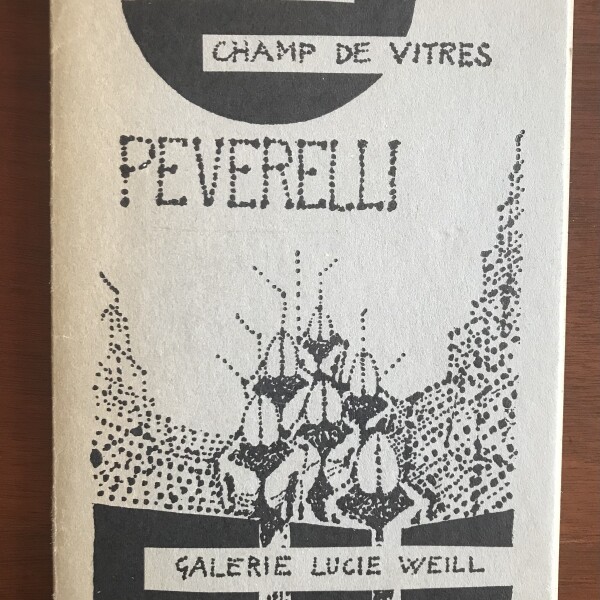 CHAMP DE VITRES
PEVERELLI
GALERIE LUCIE WEILL